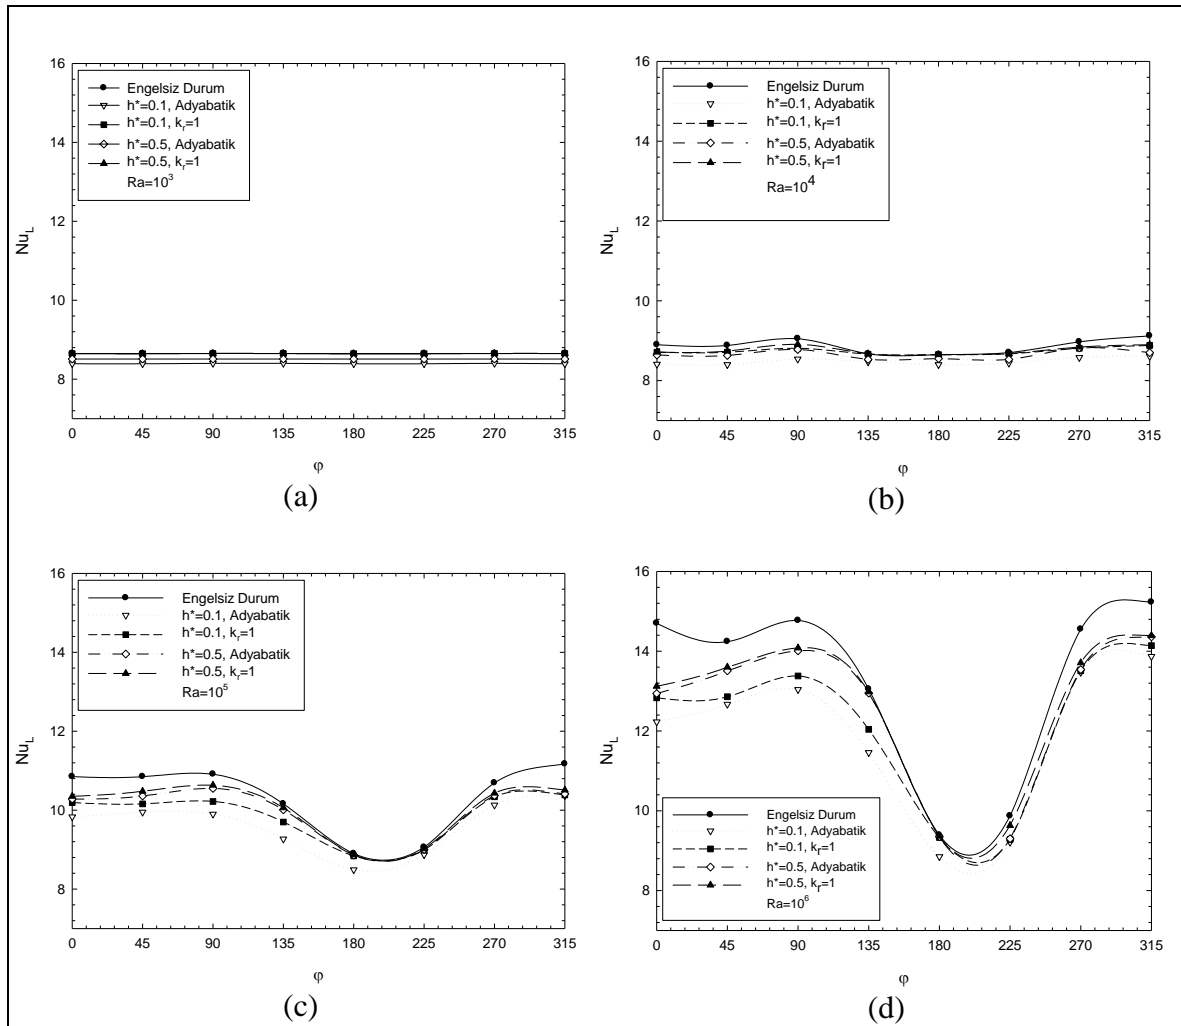 16
14
12
10
8
Nu_L
Engelsiz Durum
h*=0.1, Adyabatik
h*=0.1, k_r=1
h*=0.5, Adyabatik
h*=0.5, k_r=1
Ra=10^3
0 45 90 135 180 225 270 315
φ
(a)
16
14
12
10
8
Nu_L
Engelsiz Durum
h*=0.1, Adyabatik
h*=0.1, k_r=1
h*=0.5, Adyabatik
h*=0.5, k_r=1
Ra=10^4
0 45 90 135 180 225 270 315
φ
(b)
16
14
12
10
8
Nu_L
Engelsiz Durum
h*=0.1, Adyabatik
h*=0.1, k_r=1
h*=0.5, Adyabatik
h*=0.5, k_r=1
Ra=10^5
0 45 90 135 180 225 270 315
φ
(c)
16
14
12
10
8
Nu_L
Engelsiz Durum
h*=0.1, Adyabatik
h*=0.1, k_r=1
h*=0.5, Adyabatik
h*=0.5, k_r=1
Ra=10^6
0 45 90 135 180 225 270 315
φ
(d)